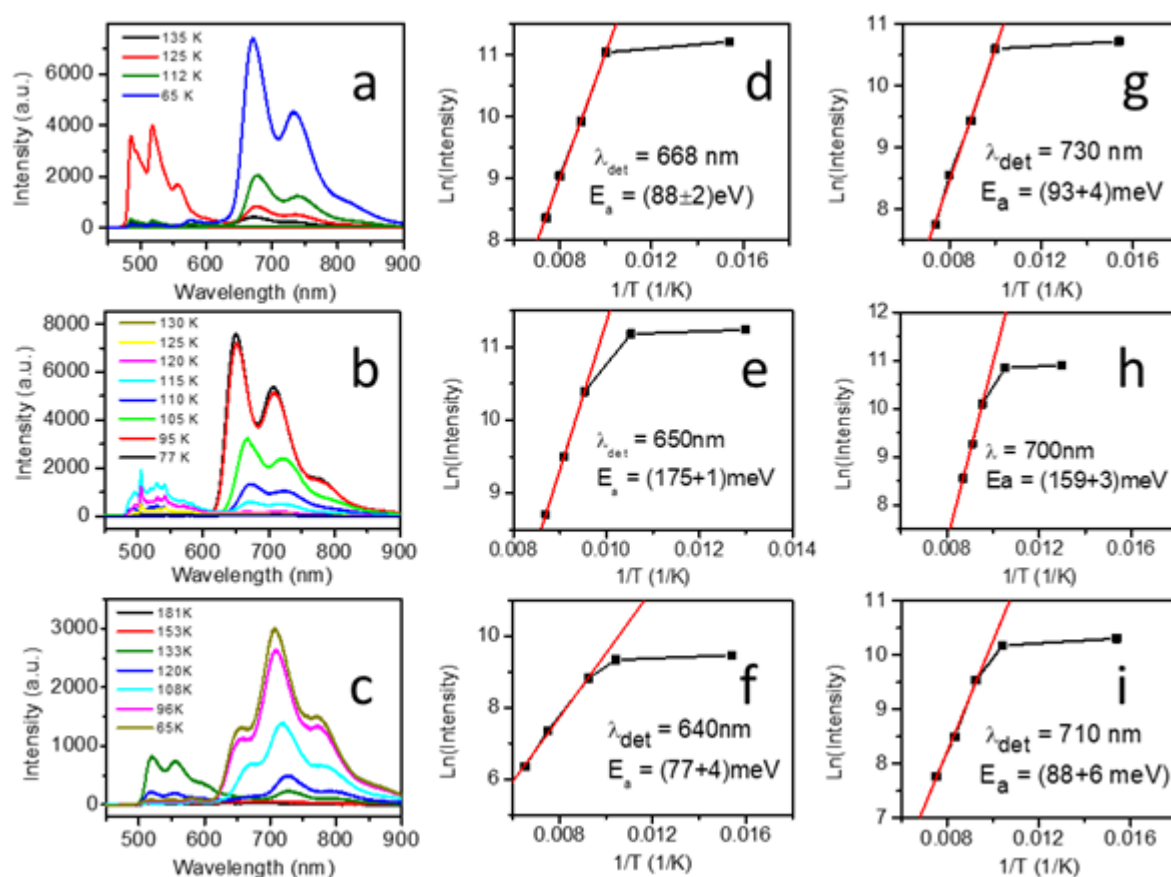 a
135 K
125 K
112 K
65 K
Intensity (a.u.)
6000
4000
2000
0
500 600 700 800 900
Wavelength (nm)
d
Ln(Intensity)
11
10
9
8
λdet = 668 nm
Ea = (88±2)eV)
0.008 0.012 0.016
1/T (1/K)
g
Ln(Intensity)
11
10
9
8
λdet = 730 nm
Ea = (93+4)meV
0.008 0.012 0.016
1/T (1/K)
b
130 K
125 K
120 K
115 K
110 K
105 K
95 K
77 K
Intensity (a.u.)
8000
6000
4000
2000
0
500 600 700 800 900
Wavelength (nm)
e
Ln(Intensity)
11
10
9
λdet = 650nm
Ea = (175+1)meV
0.008 0.010 0.012 0.014
1/T (1/K)
h
Ln(Intensity)
12
11
10
9
8
λ = 700nm
Ea = (159+3)meV
0.008 0.012 0.016
1/T (1/K)
c
181K
153K
133K
120K
108K
96K
65K
Intensity (a.u.)
3000
2000
1000
0
500 600 700 800 900
Wavelength (nm)
f
Ln(Intensity)
10
8
6
λdet = 640nm
Ea = (77+4)meV
0.008 0.012 0.016
1/T (1/K)
i
Ln(Intensity)
11
10
9
8
7
λdet = 710 nm
Ea = (88+6 meV)
0.008 0.012 0.016
1/T (1/K)